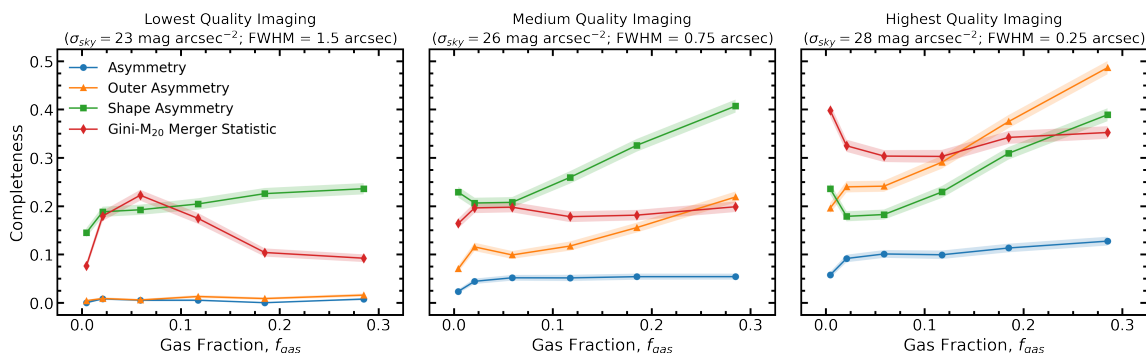 Lowest Quality Imaging
(σsky = 23 mag arcsec⁻²; FWHM = 1.5 arcsec)
Medium Quality Imaging
(σsky = 26 mag arcsec⁻²; FWHM = 0.75 arcsec)
Highest Quality Imaging
(σsky = 28 mag arcsec⁻²; FWHM = 0.25 arcsec)
Completeness
0.5
0.4
0.3
0.2
0.1
0.0
Asymmetry
Outer Asymmetry
Shape Asymmetry
Gini-M₂₀ Merger Statistic
0.0 0.1 0.2 0.3
0.0 0.1 0.2 0.3
0.0 0.1 0.2 0.3
Gas Fraction, fgas
Gas Fraction, fgas
Gas Fraction, fgas